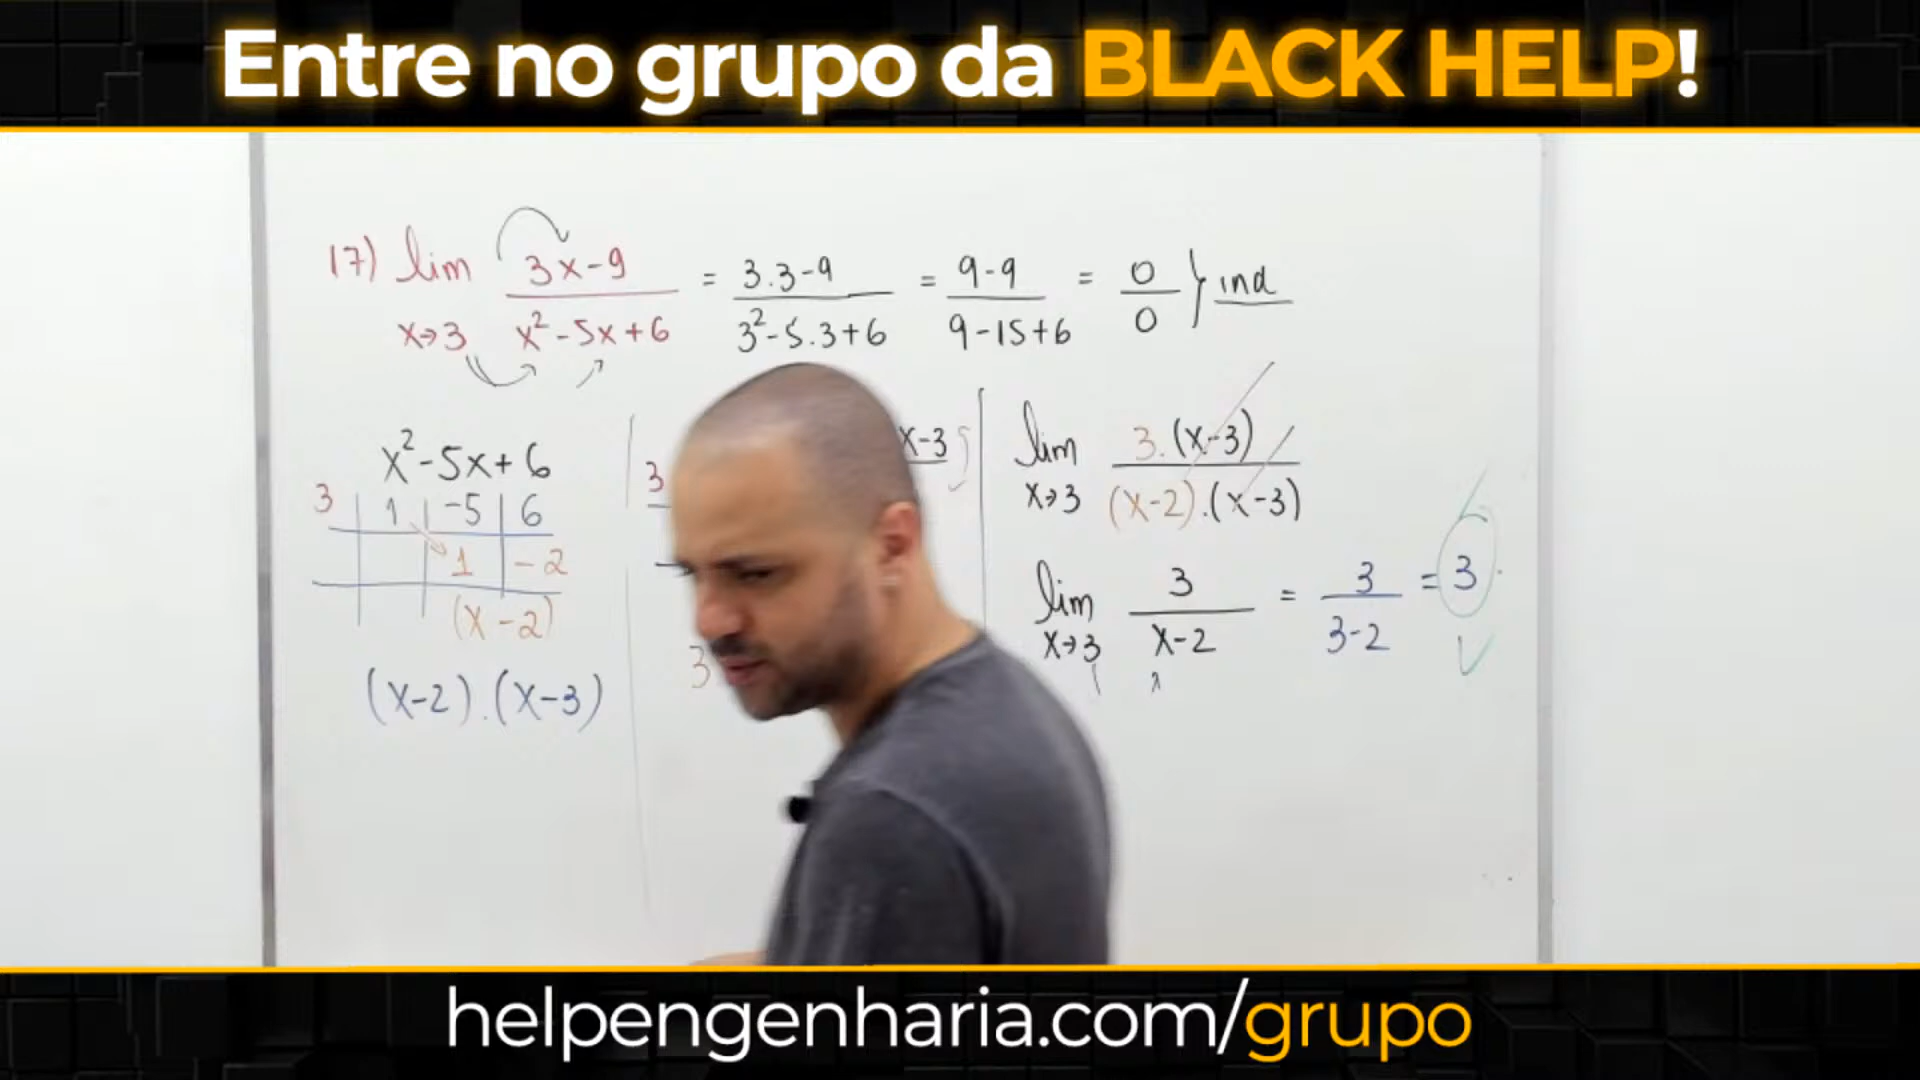 Entre no grupo da BLACK HELP!
17) lim 3x-9 = 3.3-9 = 9-9 = 0 } ind
x→3 x²-5x+6 3²-5.3+6 9-15+6 0
x²-5x+6
3 | 1 | -5 | 6
1 | -2
(x-2)
(x-2).(x-3)
3
x-3
3
lim 3.(x-3)
x→3 (x-2).(x-3)
lim 3 = 3 = 3
x→3 x-2 3-2
helpengenharia.com/grupo